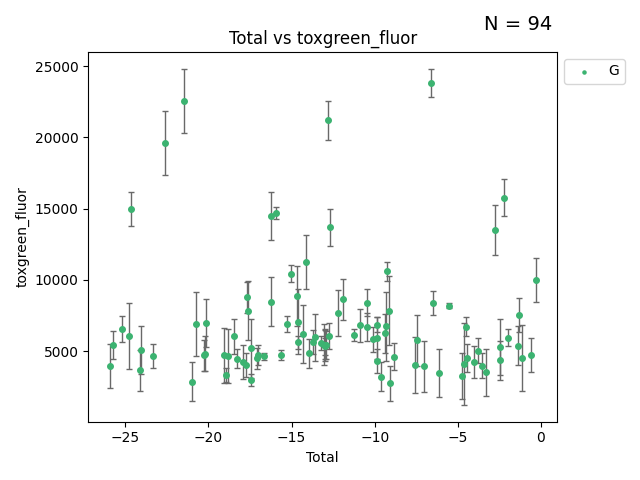 N = 94
Total vs toxgreen_fluor
G
25000
20000
15000
10000
5000
toxgreen_fluor
−25 −20 −15 −10 −5 0
Total